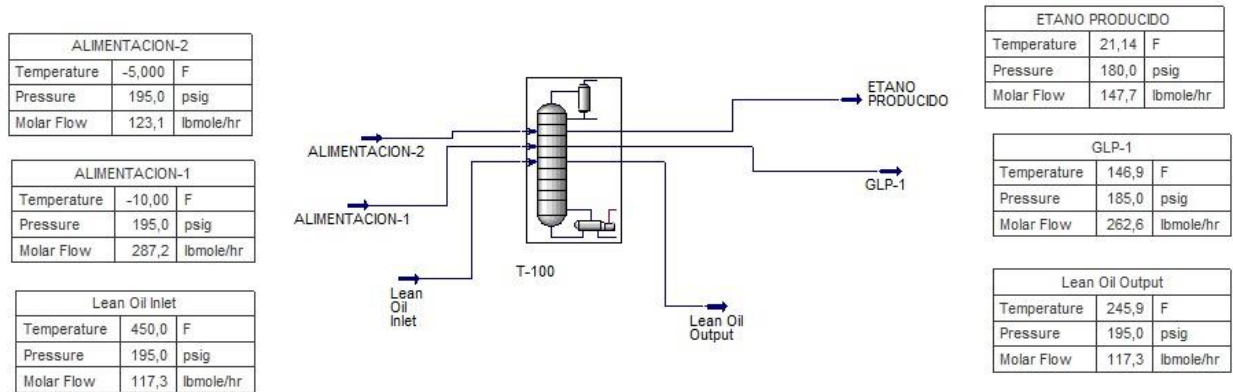 ALIMENTACION-2
Temperature -5,000 F
Pressure 195,0 psig
Molar Flow 123,1 lbmole/hr
ALIMENTACION-1
Temperature -10,00 F
Pressure 195,0 psig
Molar Flow 287,2 lbmole/hr
Lean Oil Inlet
Temperature 450,0 F
Pressure 195,0 psig
Molar Flow 117,3 lbmole/hr
ALIMENTACION-2
ALIMENTACION-1
Lean
Oil
Inlet
T-100
ETANO
PRODUCIDO
GLP-1
Lean Oil
Output
ETANO PRODUCIDO
Temperature 21,14 F
Pressure 180,0 psig
Molar Flow 147,7 lbmole/hr
GLP-1
Temperature 146,9 F
Pressure 185,0 psig
Molar Flow 262,6 lbmole/hr
Lean Oil Output
Temperature 245,9 F
Pressure 195,0 psig
Molar Flow 117,3 lbmole/hr